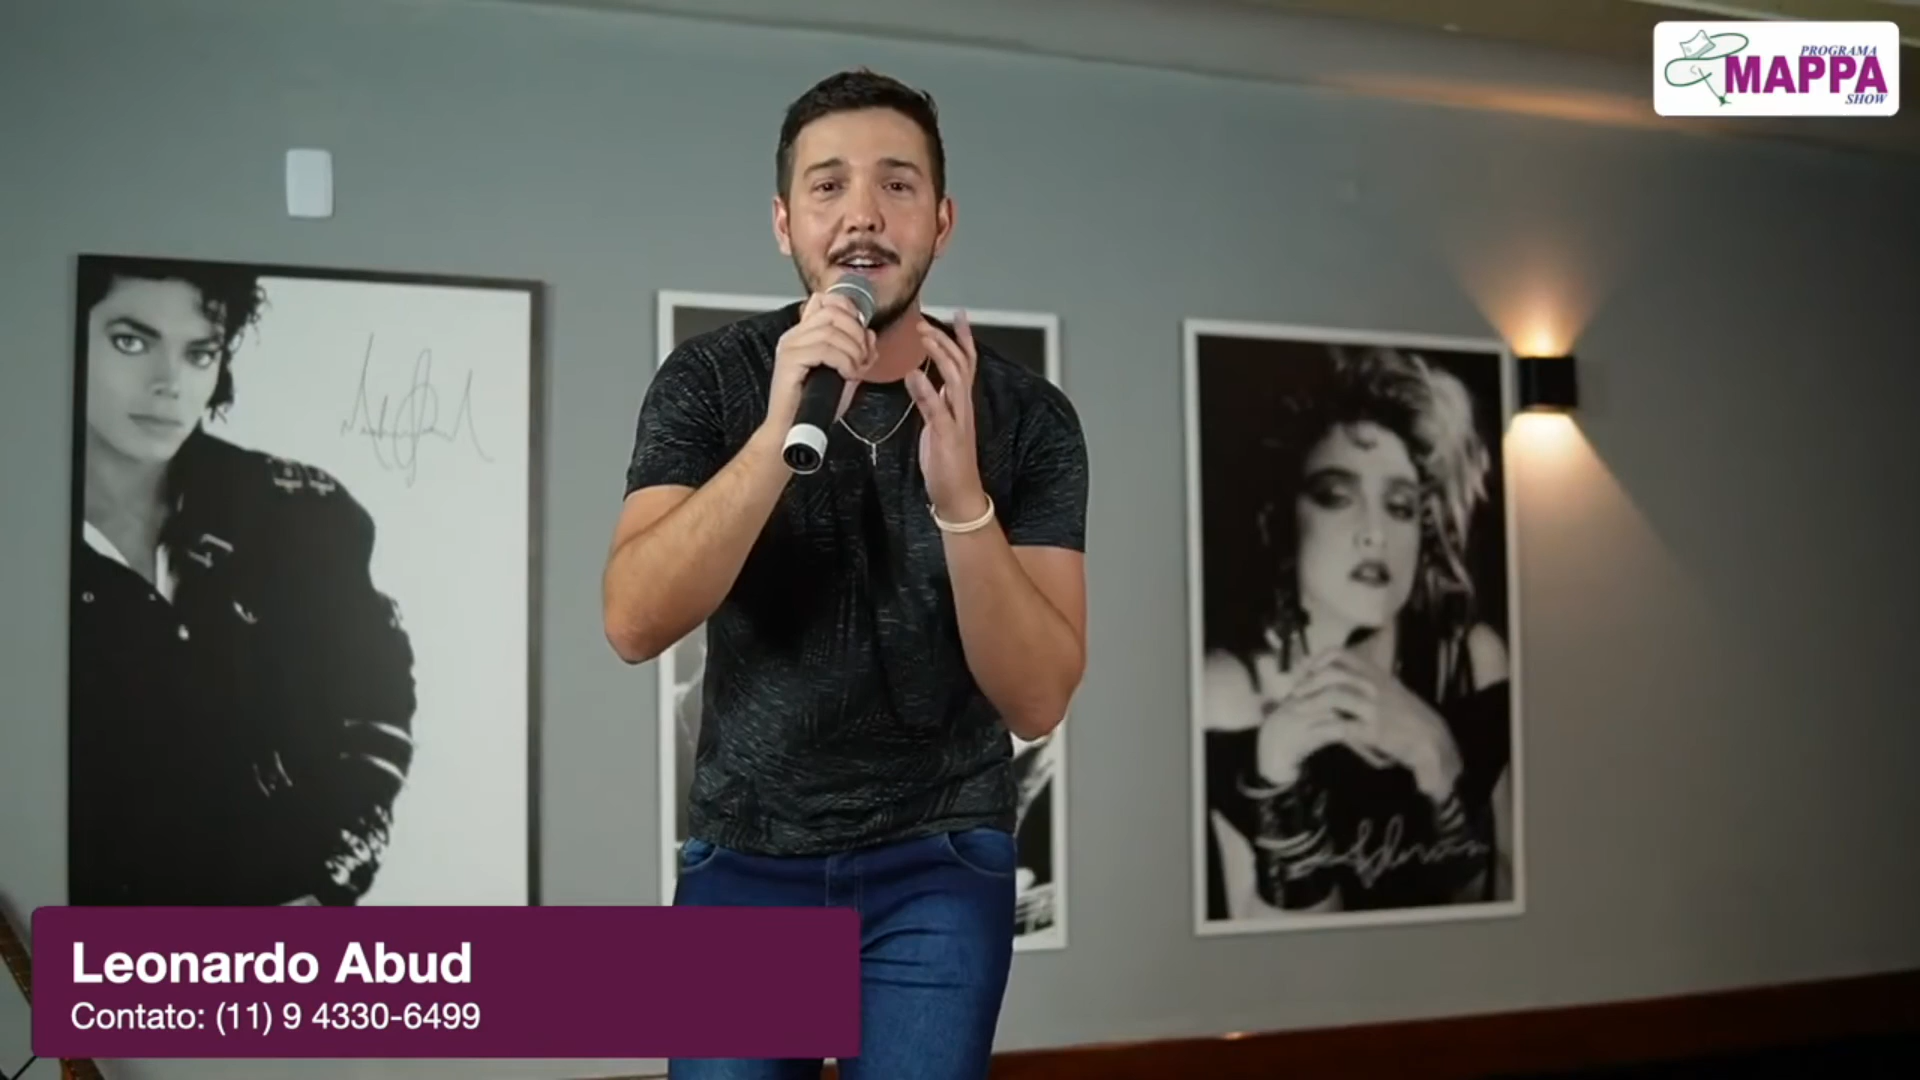 PROGRAMA
MAPPA
SHOW
Leonardo Abud
Contato: (11) 9 4330-6499